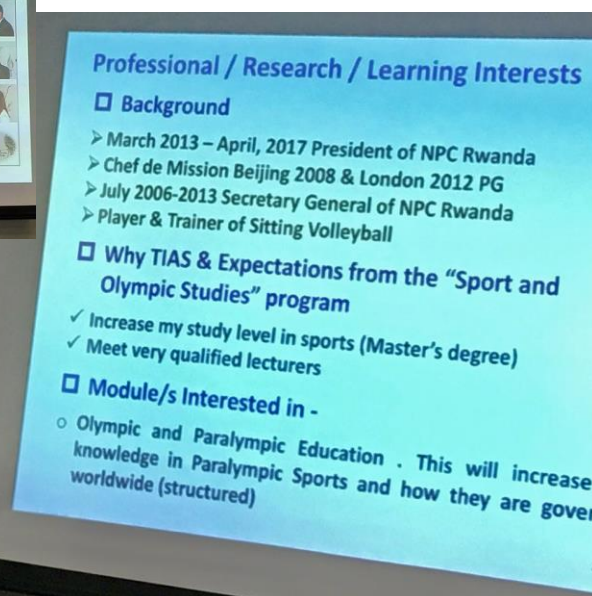 Professional / Research / Learning Interests
Background
March 2013 – April, 2017 President of NPC Rwanda
Chef de Mission Beijing 2008 & London 2012 PG
July 2006-2013 Secretary General of NPC Rwanda
Player & Trainer of Sitting Volleyball
Why TIAS & Expectations from the “Sport and
Olympic Studies” program
Increase my study level in sports (Master’s degree)
Meet very qualified lecturers
Module/s Interested in -
Olympic and Paralympic Education . This will increase
knowledge in Paralympic Sports and how they are
worldwide (structured)